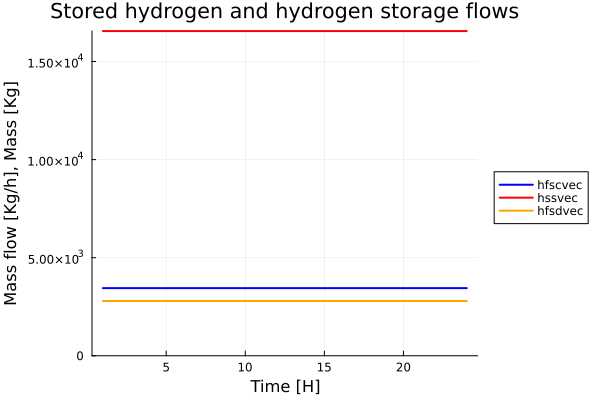 Stored hydrogen and hydrogen storage flows
Mass flow [Kg/h], Mass [Kg]
1.50×10⁴
1.00×10⁴
5.00×10³
0
5 10 15 20
Time [H]
hfscvec
hssvec
hfsdvec